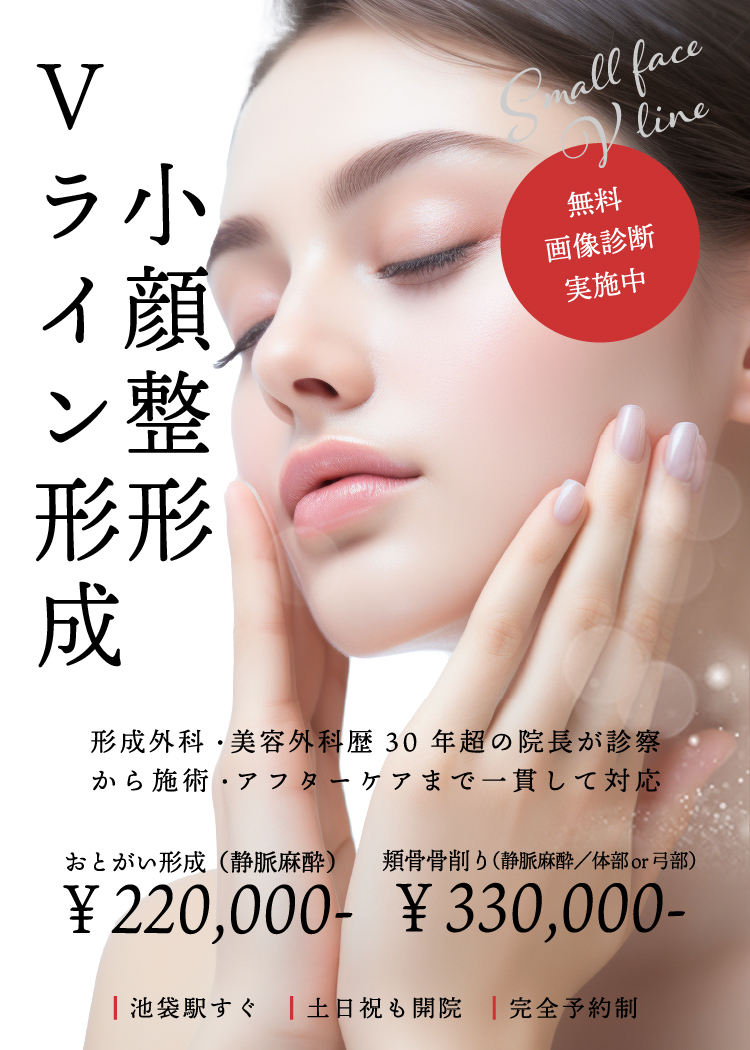 小顔整形
Vライン形成
Small face
V line
無料
画像診断
実施中
形成外科・美容外科歴30年超の院長が診察
から施術・アフターケアまで一貫して対応
おとがい形成（静脈麻酔）
¥220,000-
頬骨骨削り（静脈麻酔／体部or弓部）
¥330,000-
池袋駅すぐ
土日祝も開院
完全予約制